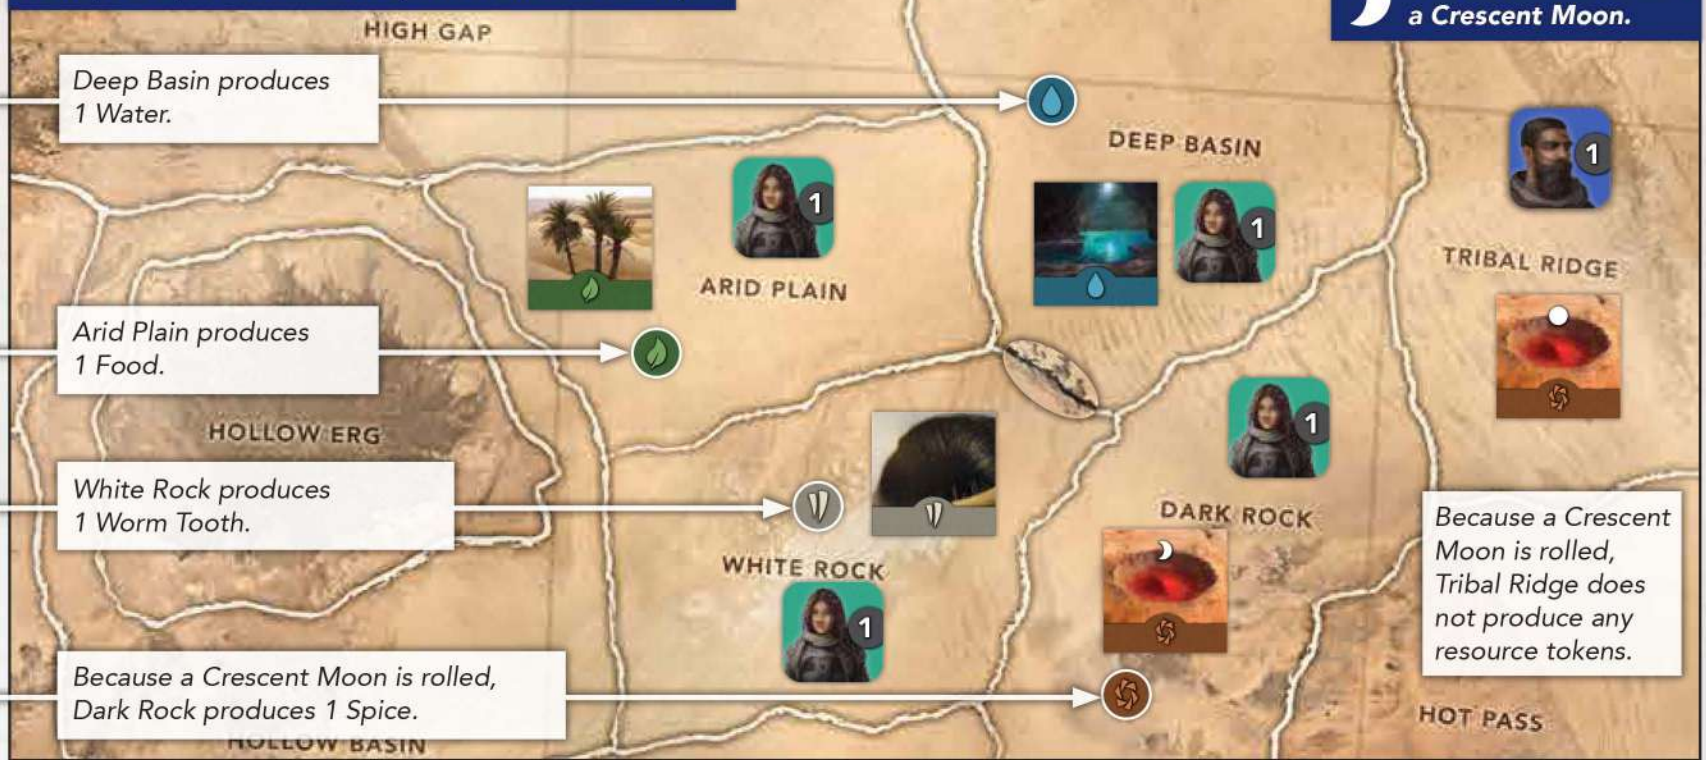 a Crescent Moon.
HIGH GAP
Deep Basin produces
1 Water.
DEEP BASIN
1
1
1
TRIBAL RIDGE
ARID PLAIN
Arid Plain produces
1 Food.
HOLLOW ERG
1
White Rock produces
1 Worm Tooth.
DARK ROCK
Because a Crescent
Moon is rolled,
Tribal Ridge does
not produce any
resource tokens.
WHITE ROCK
1
Because a Crescent Moon is rolled,
Dark Rock produces 1 Spice.
HOT PASS
HOLLOW BASIN